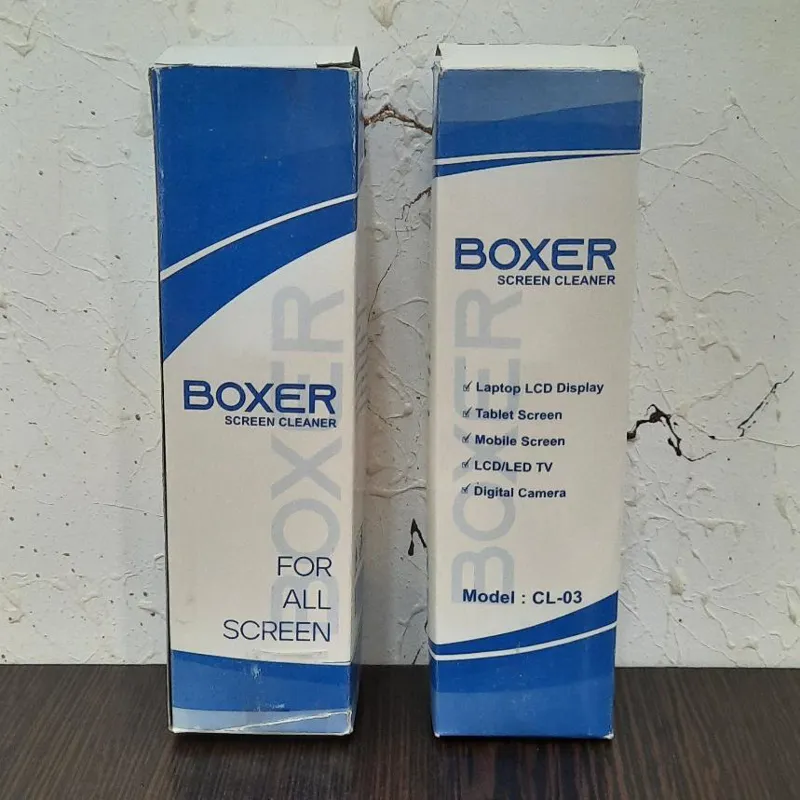 BOXER
SCREEN CLEANER
BOXER
FOR
ALL
SCREEN
BOXER
SCREEN CLEANER
BOXER
Laptop LCD Display
Tablet Screen
Mobile Screen
LCD/LED TV
Digital Camera
Model : CL-03